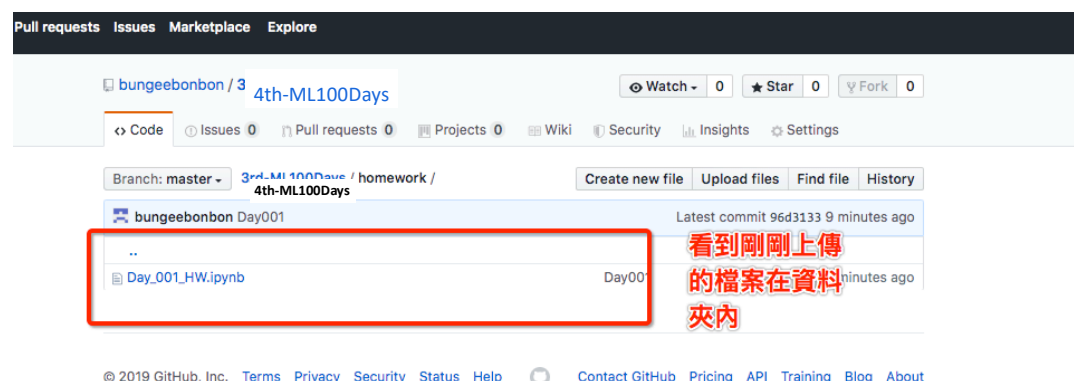 Pull requests Issues Marketplace Explore
bungeebonbon / 3
4th-ML100Days
Watch 0 Star 0 Fork 0
Code Issues 0 Pull requests 0 Projects 0 Wiki Security Insights Settings
Branch: master 3rd-ML100Days / homework /
4th-ML100Days
Create new file Upload files Find file History
bungeebonbon Day001 Latest commit 96d3133 9 minutes ago
..
Day_001_HW.ipynb Day001 minutes ago
看到剛剛上傳
的檔案在資料
夾內
© 2019 GitHub, Inc. Terms Privacy Security Status Help Contact GitHub Pricing API Training Blog About